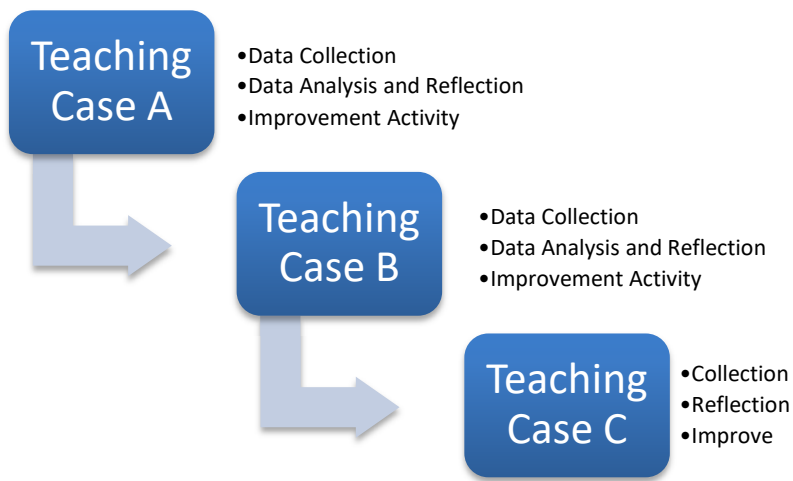 Teaching
Case A
•Data Collection
•Data Analysis and Reflection
•Improvement Activity
Teaching
Case B
•Data Collection
•Data Analysis and Reflection
•Improvement Activity
Teaching
Case C
•Collection
•Reflection
•Improve